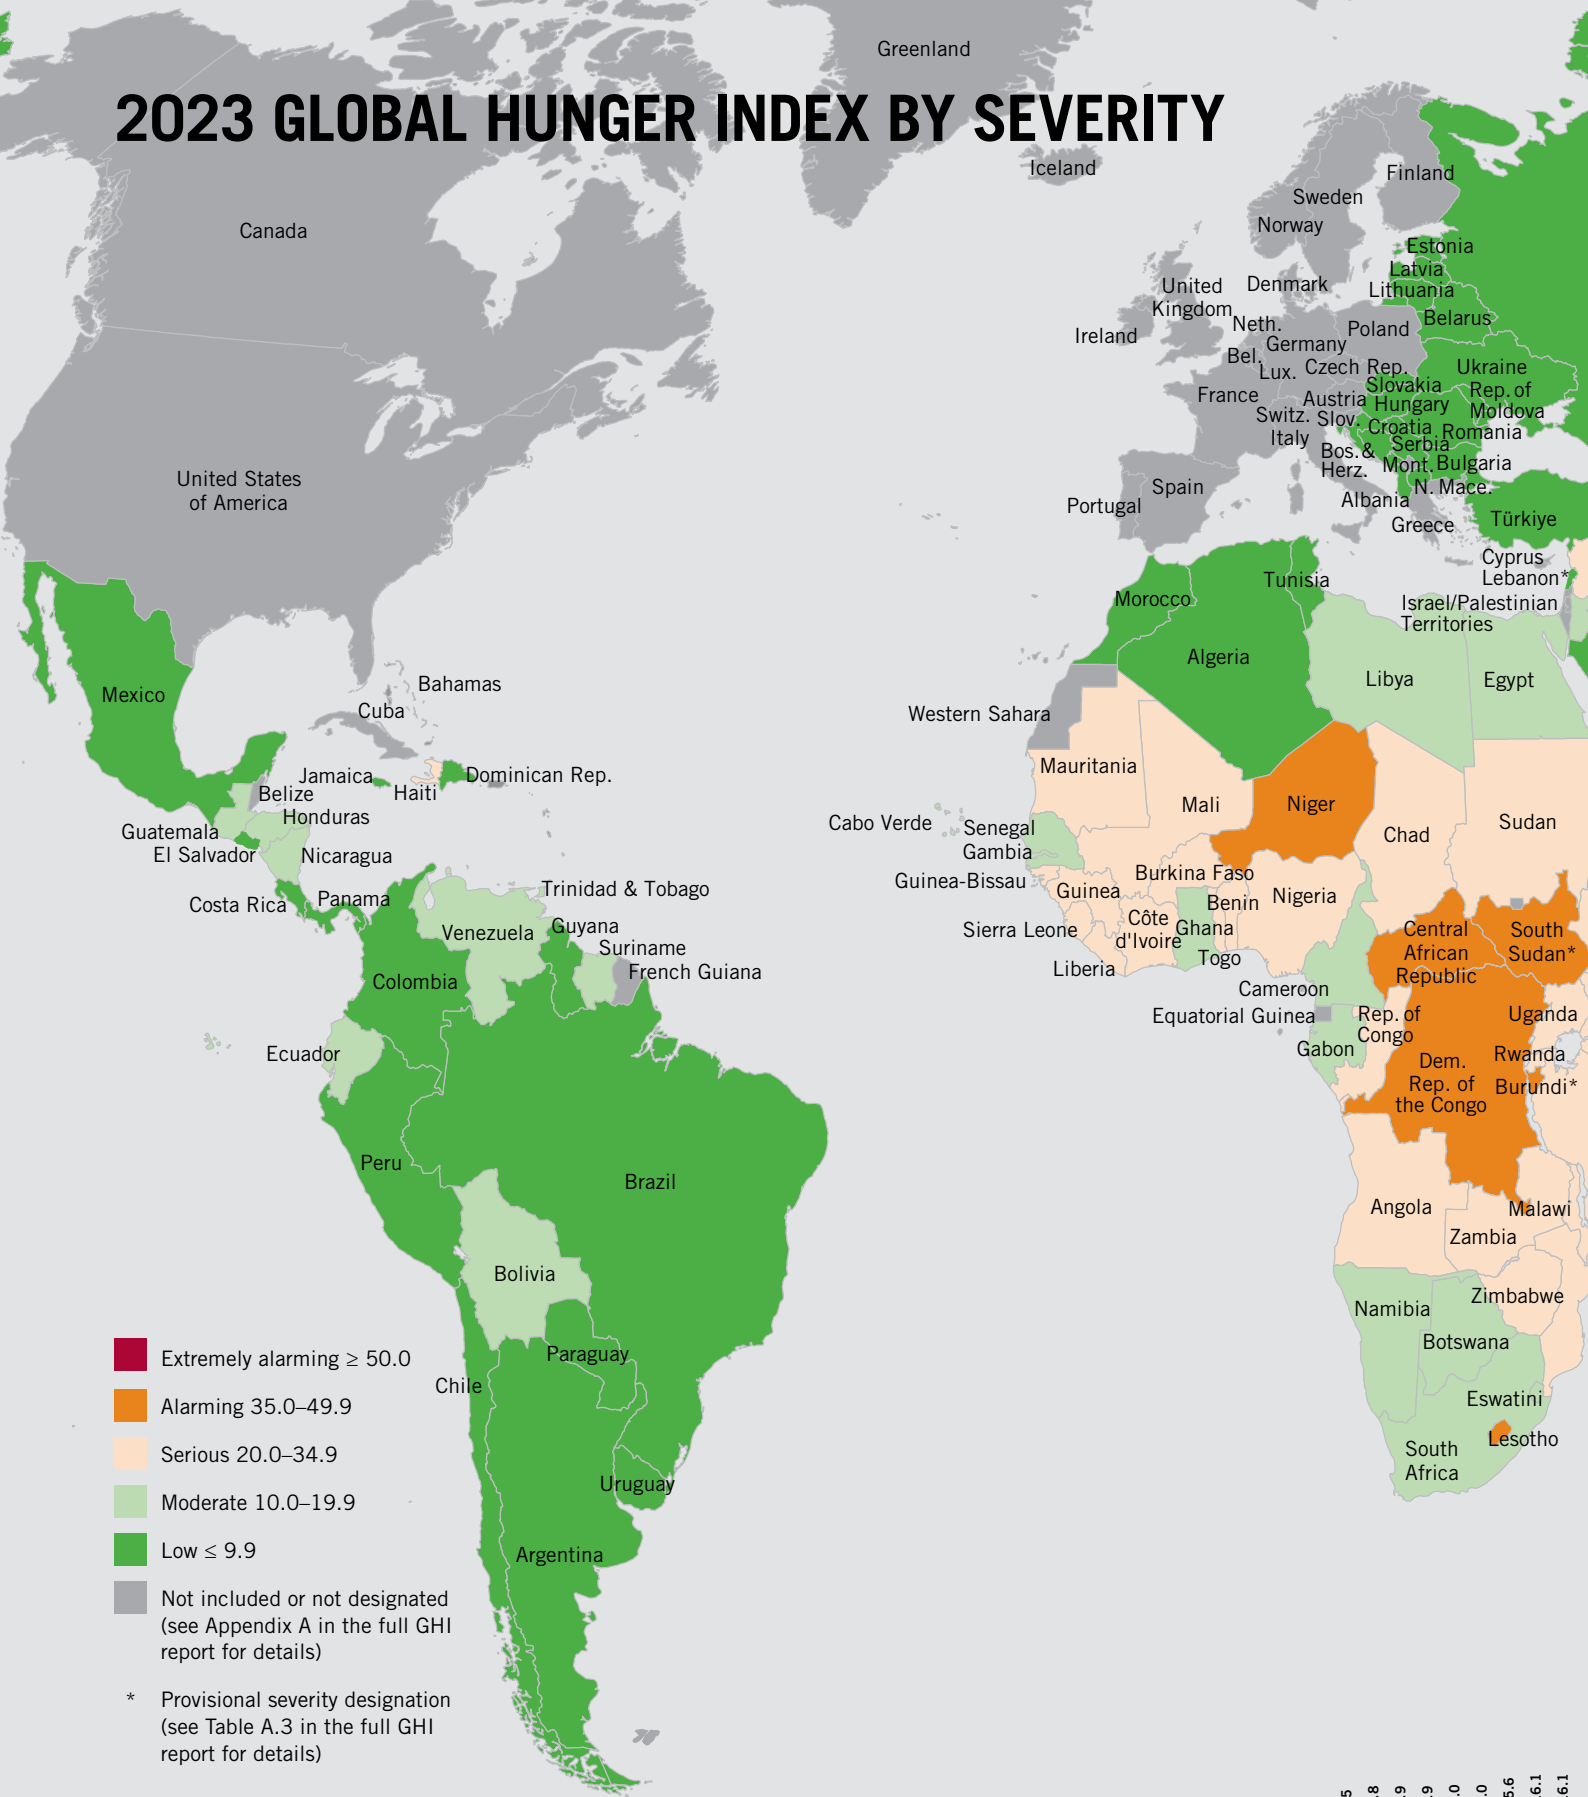 2023 GLOBAL HUNGER INDEX BY SEVERITY
Greenland
Iceland
Canada
Finland
Sweden
Norway
Estonia
Latvia
Lithuania
Denmark
United
Kingdom
Ireland
Neth.
Belarus
Poland
Germany
Bel.
Lux.
Czech Rep.
Ukraine
Slovakia
France
Austria
Hungary
Rep. of
Moldova
Switz.
Slov.
Croatia
Romania
Italy
Serbia
Bos.&
Herz.
Mont.
Bulgaria
N. Mace.
Albania
Spain
Portugal
Greece
Türkiye
United States
of America
Cyprus
Lebanon*
Israel/Palestinian
Territories
Tunisia
Morocco
Algeria
Libya
Egypt
Western Sahara
Mexico
Bahamas
Cuba
Jamaica
Haiti
Dominican Rep.
Belize
Honduras
Guatemala
El Salvador
Nicaragua
Costa Rica
Panama
Trinidad & Tobago
Venezuela
Guyana
Suriname
French Guiana
Colombia
Ecuador
Peru
Brazil
Bolivia
Paraguay
Chile
Uruguay
Argentina
Mauritania
Mali
Niger
Chad
Sudan
Cabo Verde
Senegal
Gambia
Guinea-Bissau
Guinea
Burkina Faso
Benin
Nigeria
Sierra Leone
Côte
d'Ivoire
Ghana
Togo
Liberia
Central
African
Republic
South
Sudan*
Cameroon
Equatorial Guinea
Gabon
Rep. of
Congo
Uganda
Rwanda
Burundi*
Dem.
Rep. of
the Congo
Angola
Malawi
Zambia
Zimbabwe
Namibia
Botswana
Eswatini
Lesotho
South
Africa
Extremely alarming ≥ 50.0
Alarming 35.0–49.9
Serious 20.0–34.9
Moderate 10.0–19.9
Low ≤ 9.9
Not included or not designated
(see Appendix A in the full GHI
report for details)
* Provisional severity designation
(see Table A.3 in the full GHI
report for details)